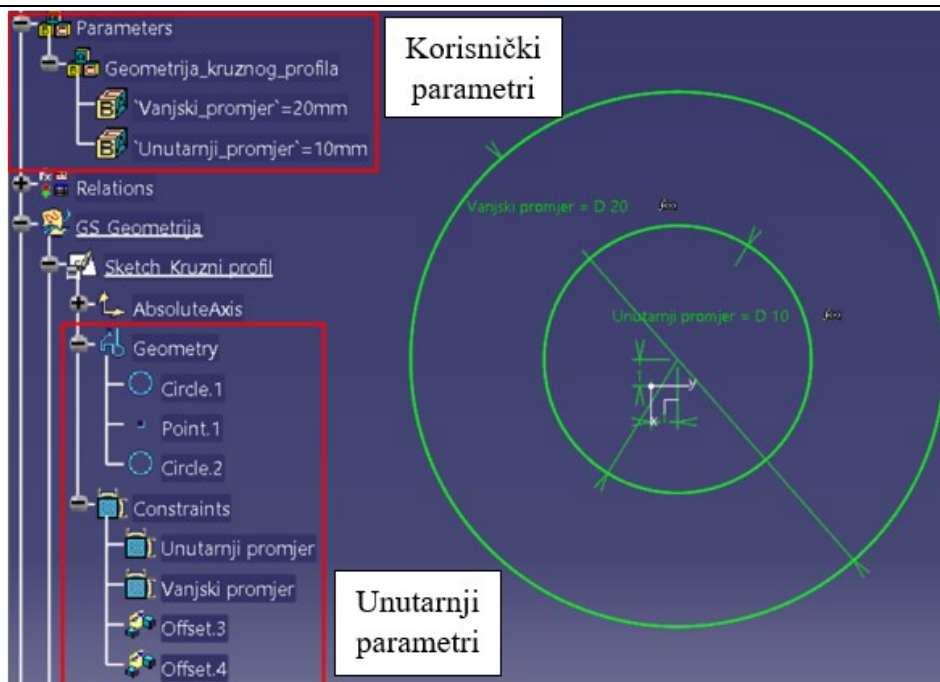 Parameters
Geometrija_kruznog_profila
`Vanjski_promjer`=20mm
`Unutarnji_promjer`=10mm
Relations
GS_Geometrija
Sketch_Kruzni profil
AbsoluteAxis
Geometry
Circle.1
Point.1
Circle.2
Constraints
Unutarnji promjer
Vanjski promjer
Offset.3
Offset.4
Korisnički
parametri
Unutarnji
parametri
Vanjski promjer = D 20
Unutarnji promjer = D 10
y
x